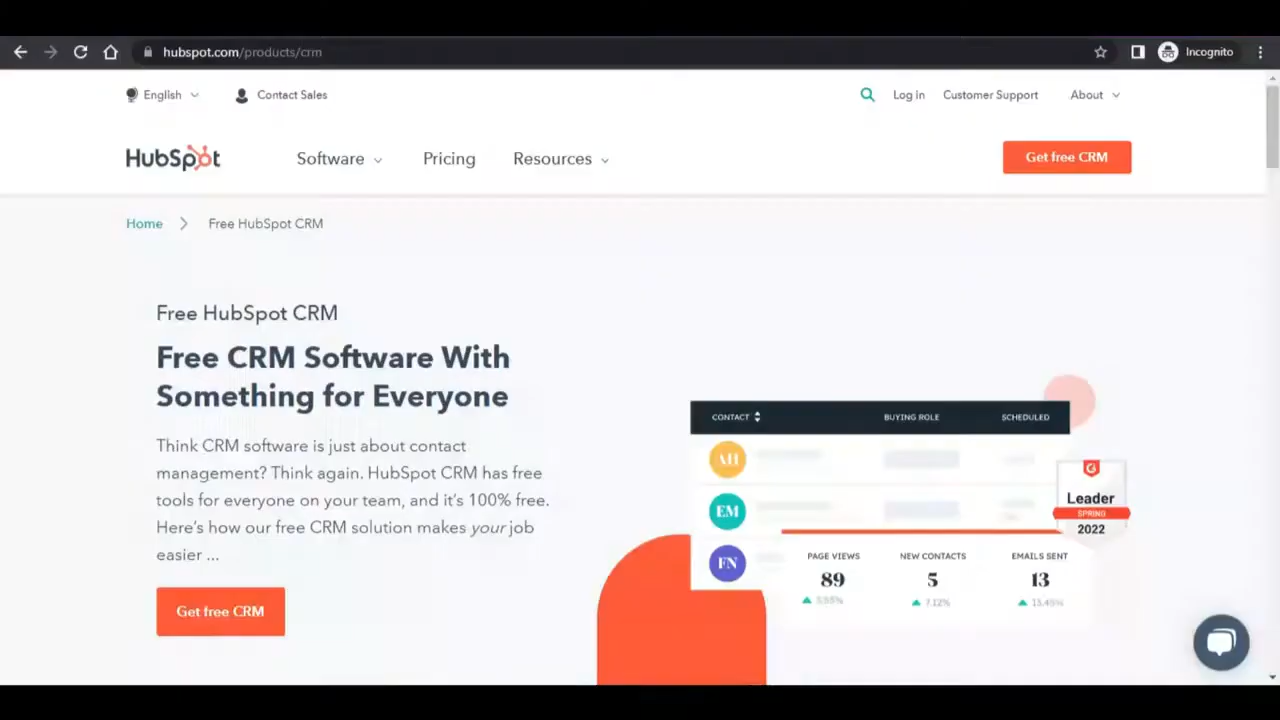 hubspot.com/products/crm
Incognito
English
Contact Sales
Log in
Customer Support
About
HubSpot
Software
Pricing
Resources
Get free CRM
Home
Free HubSpot CRM
Free HubSpot CRM
Free CRM Software With
Something for Everyone
Think CRM software is just about contact
management? Think again. HubSpot CRM has free
tools for everyone on your team, and it's 100% free.
Here's how our free CRM solution makes your job
easier ...
Get free CRM
CONTACT
BUYING ROLE
SCHEDULED
AH
EM
FN
Leader
SPRING
2022
PAGE VIEWS
NEW CONTACTS
EMAILS SENT
89
5
13
7.12%